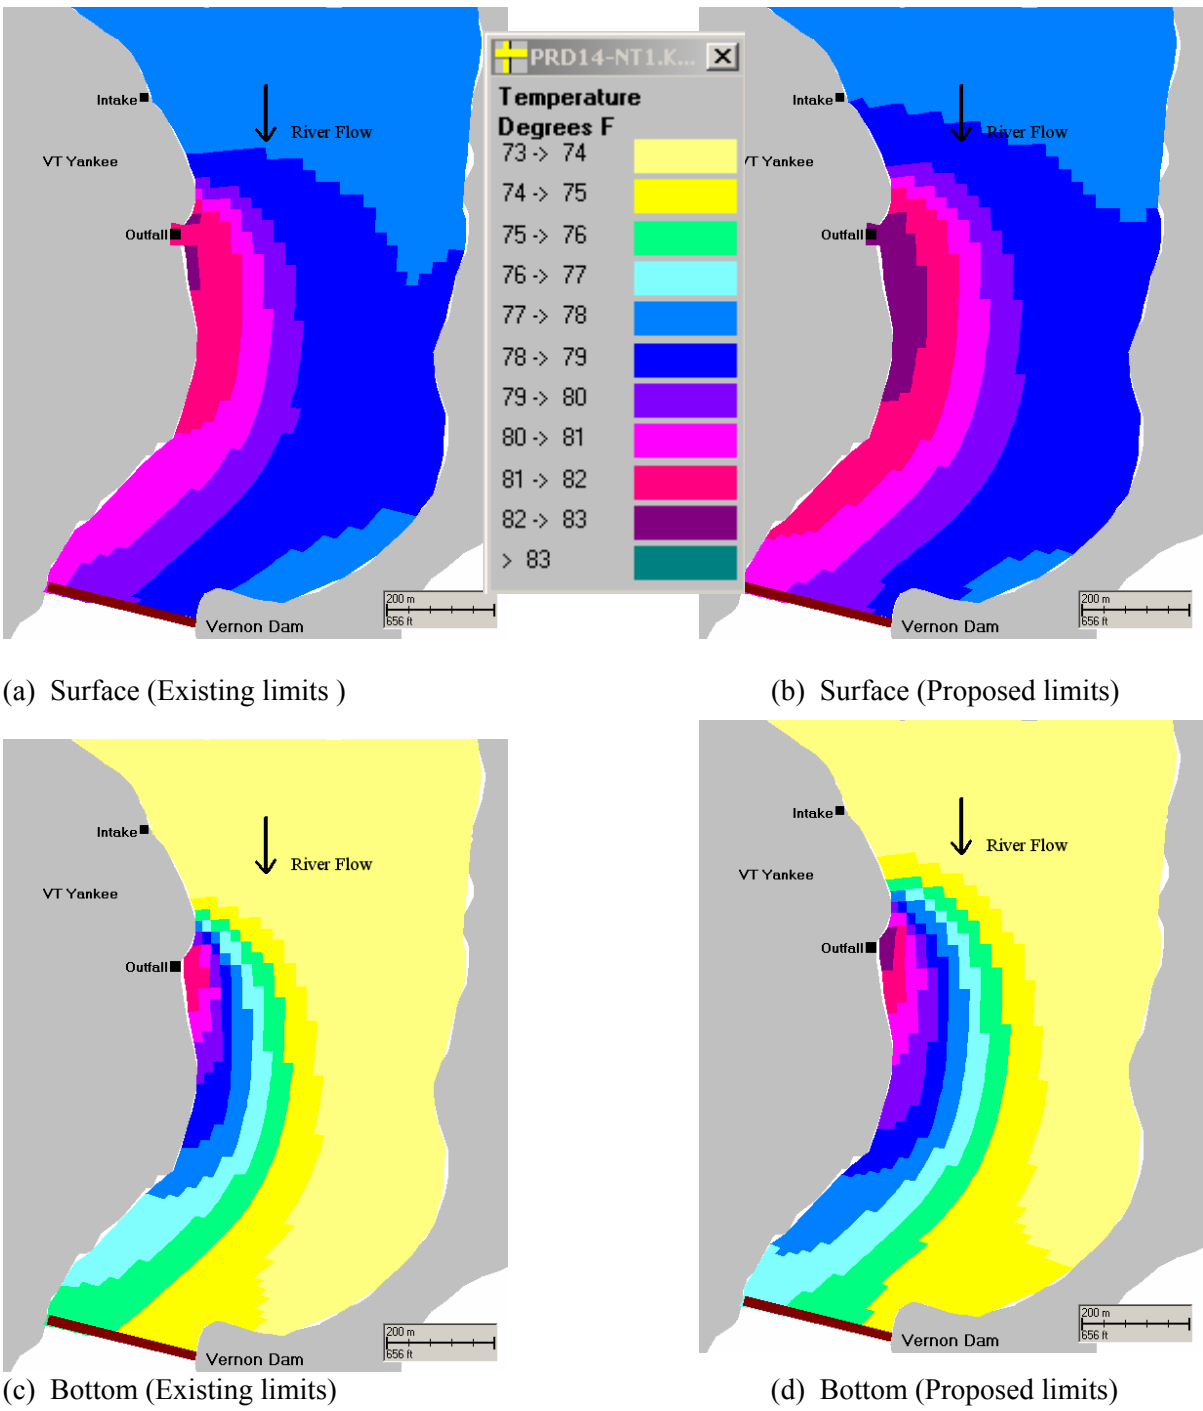 Intake
River Flow
VT Yankee
Outfall
200 m
656 ft
Vernon Dam
PRD14-NT1.K...
Temperature
Degrees F
73 -> 74
74 -> 75
75 -> 76
76 -> 77
77 -> 78
78 -> 79
79 -> 80
80 -> 81
81 -> 82
82 -> 83
> 83
Intake
River Flow
VT Yankee
Outfall
200 m
656 ft
Vernon Dam
(a) Surface (Existing limits )
(b) Surface (Proposed limits)
Intake
River Flow
VT Yankee
Outfall
200 m
656 ft
Vernon Dam
Intake
River Flow
VT Yankee
Outfall
200 m
656 ft
Vernon Dam
(c) Bottom (Existing limits)
(d) Bottom (Proposed limits)